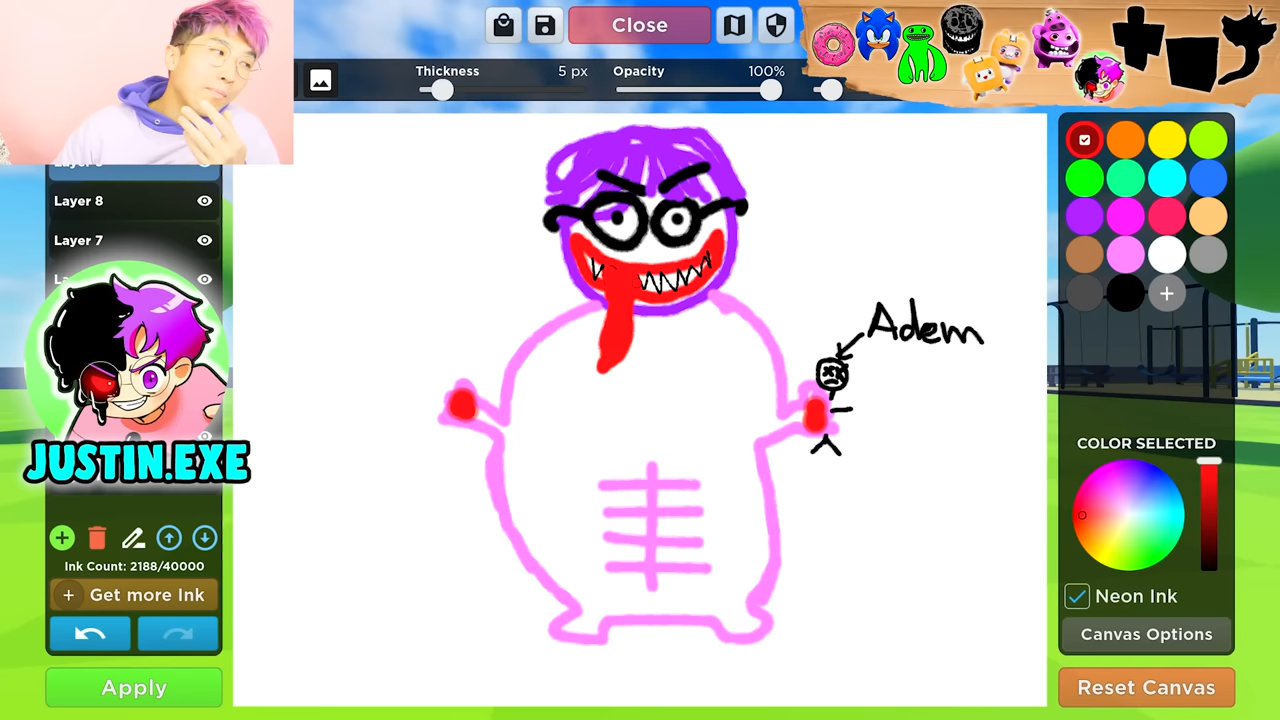 Close
Thickness 5 px Opacity 100%
Layer 8
Layer 7
Adem
JUSTIN.EXE
COLOR SELECTED
Ink Count: 2188/40000
+ Get more Ink
Neon Ink
Canvas Options
Apply
Reset Canvas